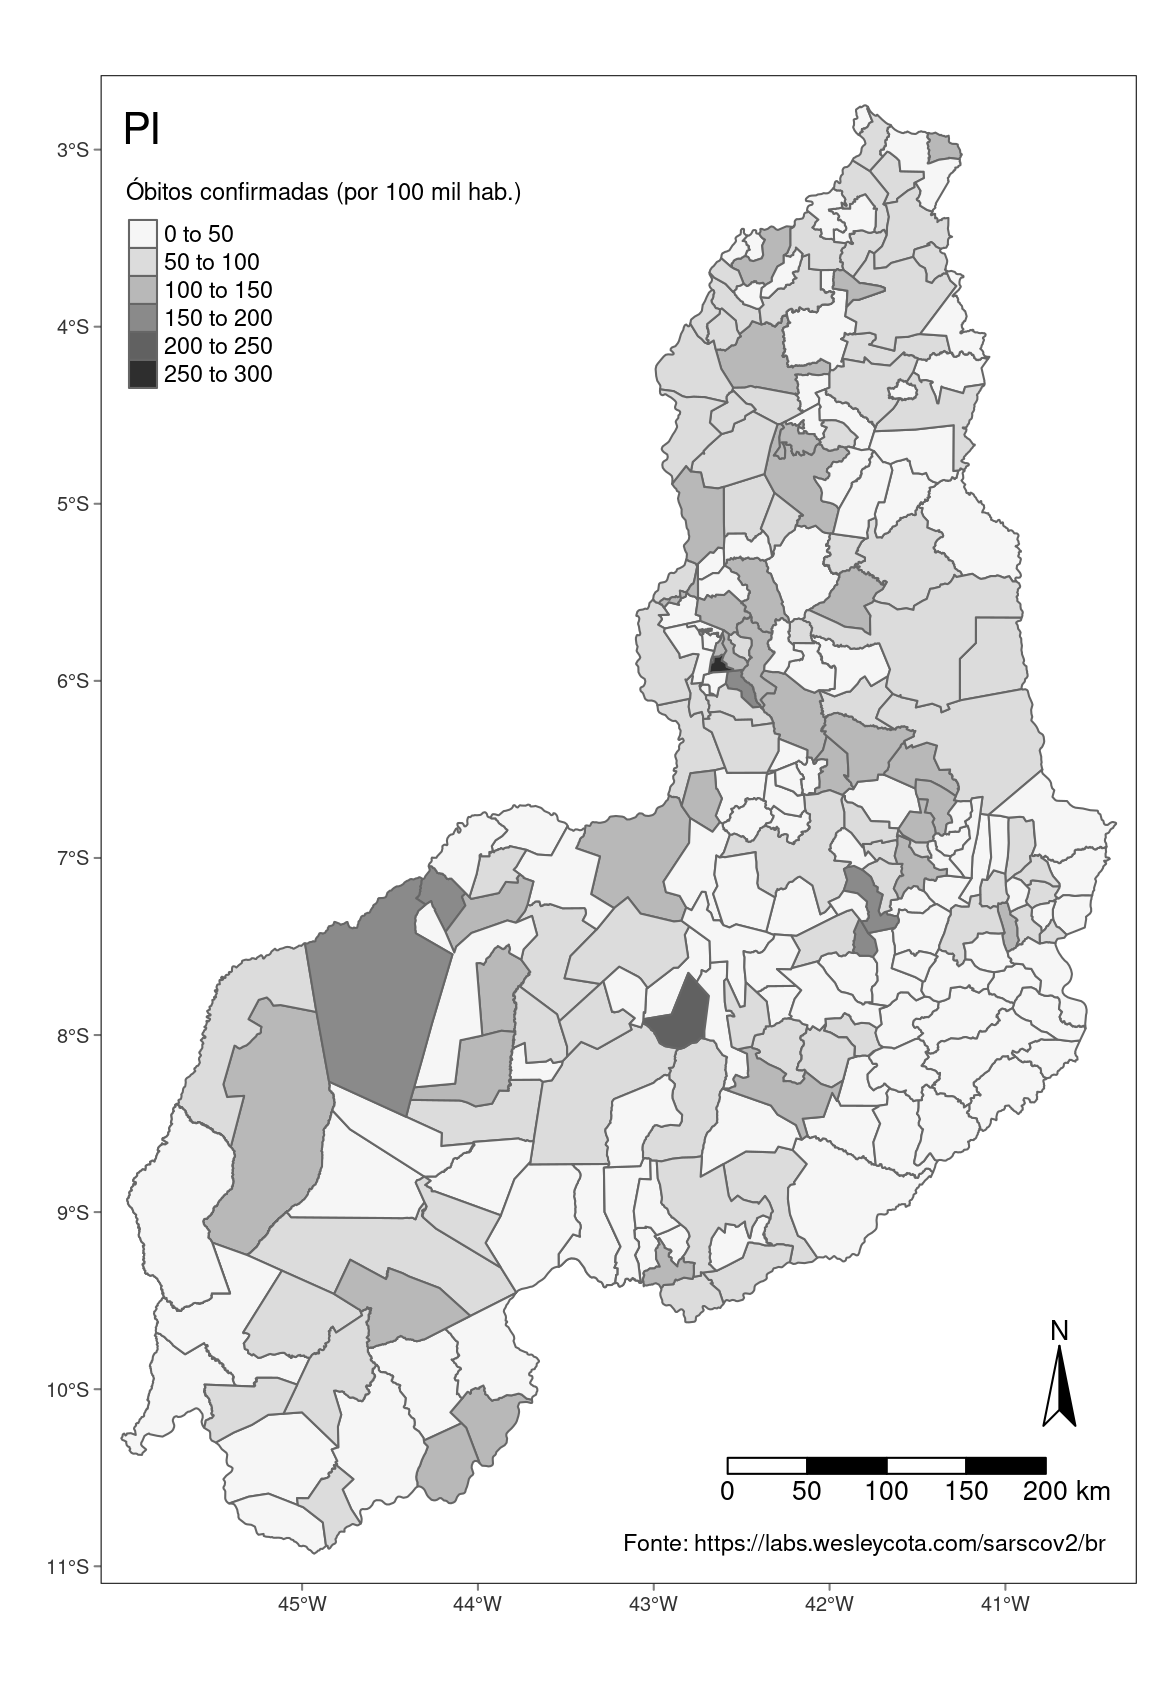 PI
Óbitos confirmadas (por 100 mil hab.)
0 to 50
50 to 100
100 to 150
150 to 200
200 to 250
250 to 300
3°S
4°S
5°S
6°S
7°S
8°S
9°S
10°S
11°S
N
0 50 100 150 200 km
Fonte: https://labs.wesleycota.com/sarscov2/br
45°W 44°W 43°W 42°W 41°W